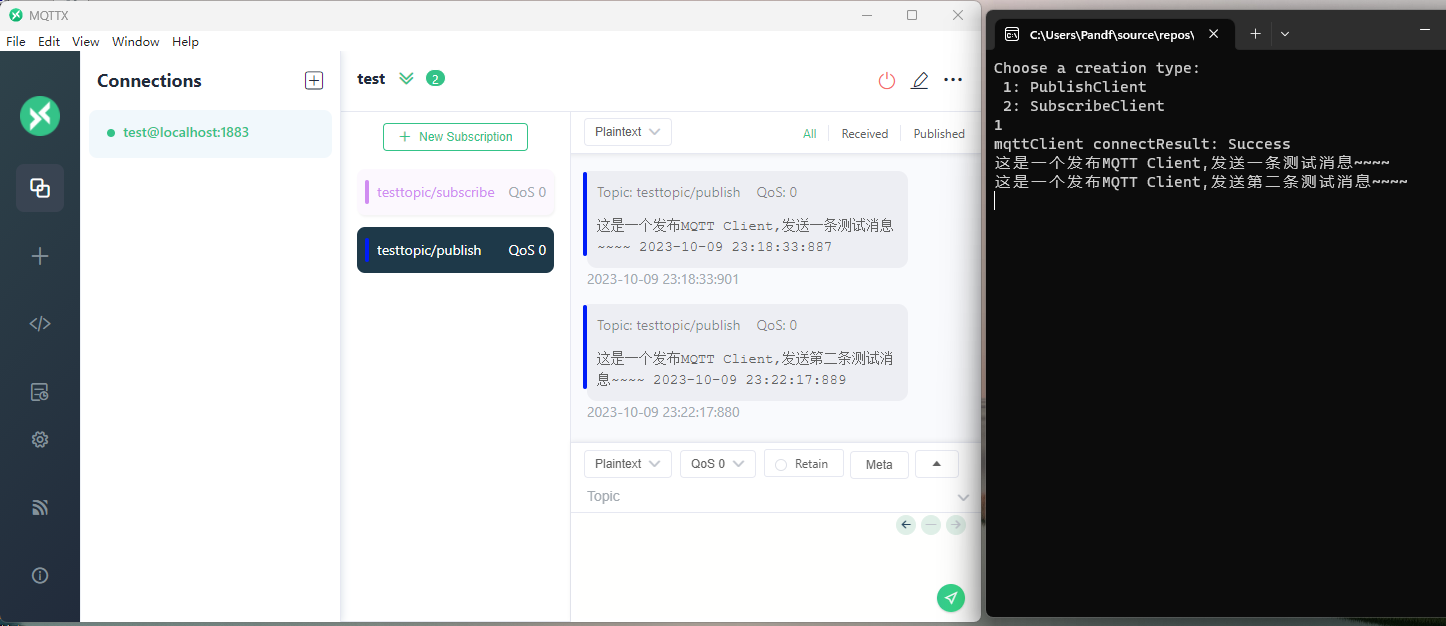 MQTTX
File Edit View Window Help
Connections
test@localhost:1883
test 2
New Subscription
testtopic/subscribe QoS 0
testtopic/publish QoS 0
Plaintext All Received Published
Topic: testtopic/publish QoS: 0
这是一个发布MQTT Client,发送一条测试消息
~~~~ 2023-10-09 23:18:33:887
2023-10-09 23:18:33:901
Topic: testtopic/publish QoS: 0
这是一个发布MQTT Client,发送第二条测试消
息~~~~ 2023-10-09 23:22:17:889
2023-10-09 23:22:17:880
Plaintext QoS 0 Retain Meta
Topic
C:\Users\Pandf\source\repos\
Choose a creation type:
1: PublishClient
2: SubscribeClient
1
mqttClient connectResult: Success
这是一个发布MQTT Client,发送一条测试消息~~~~
这是一个发布MQTT Client,发送第二条测试消息~~~~